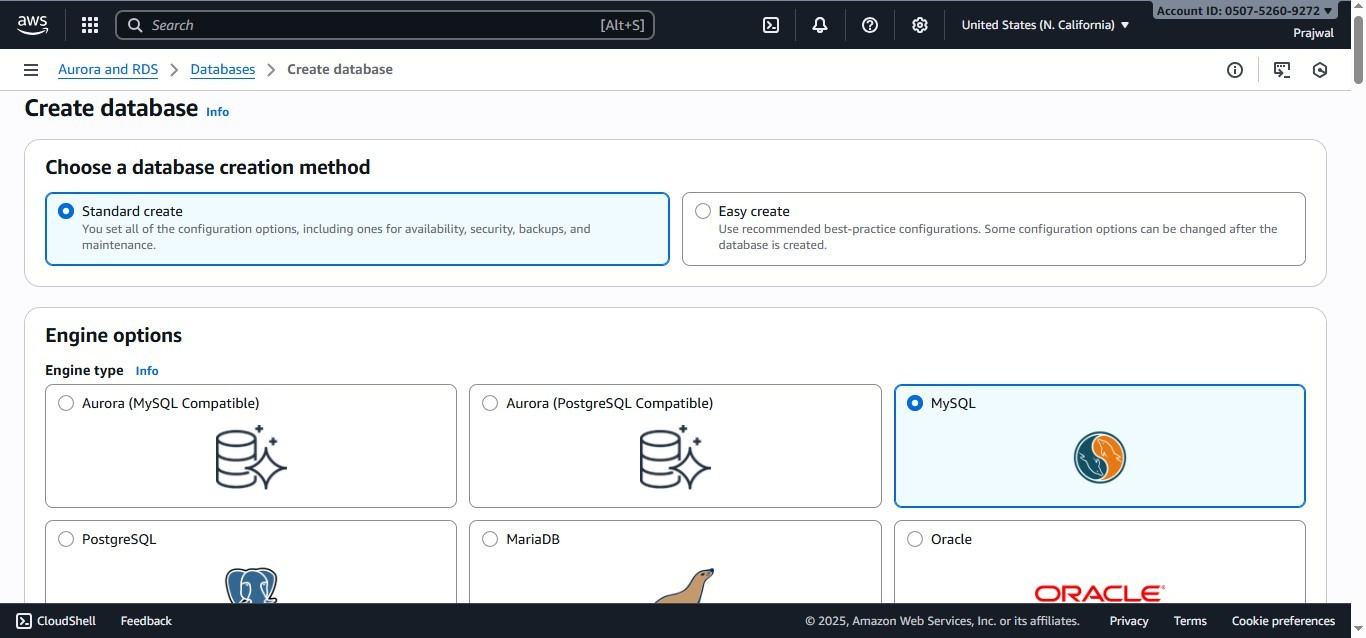 aws
Search [Alt+S]
United States (N. California) ▼
Account ID: 0507-5260-9272 ▼
Prajwal
Aurora and RDS > Databases > Create database
Create database Info
Choose a database creation method
Standard create
You set all of the configuration options, including ones for availability, security, backups, and
maintenance.
Easy create
Use recommended best-practice configurations. Some configuration options can be changed after the
database is created.
Engine options
Engine type Info
Aurora (MySQL Compatible)
Aurora (PostgreSQL Compatible)
MySQL
PostgreSQL
MariaDB
Oracle
ORACLE
CloudShell Feedback © 2025, Amazon Web Services, Inc. or its affiliates. Privacy Terms Cookie preferences